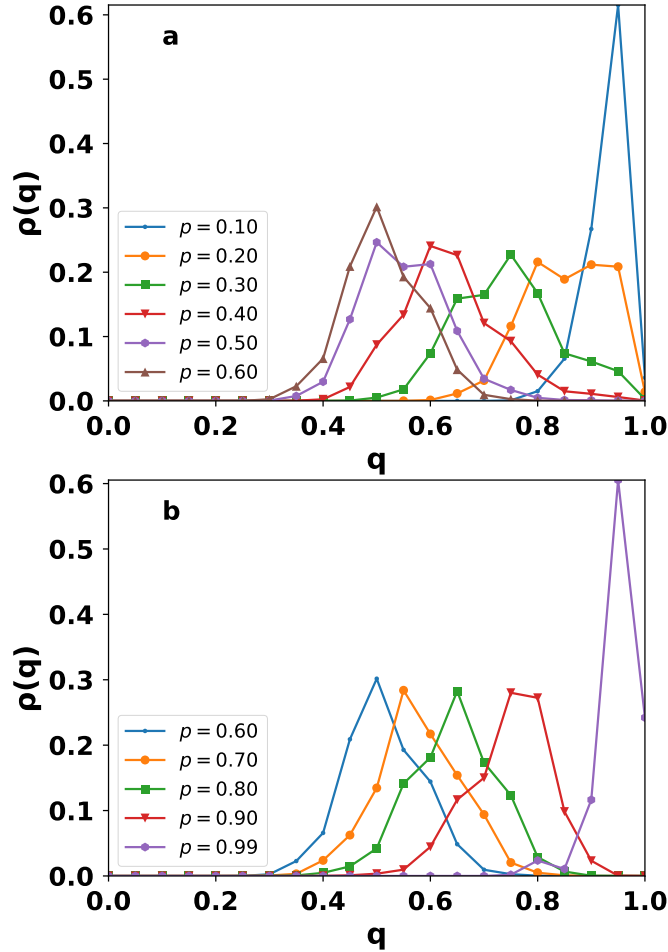 a
0.6
0.5
0.4
0.3
0.2
0.1
0.0
ρ(q)
p = 0.10
p = 0.20
p = 0.30
p = 0.40
p = 0.50
p = 0.60
0.0 0.2 0.4 0.6 0.8 1.0
q
b
0.6
0.5
0.4
0.3
0.2
0.1
0.0
ρ(q)
p = 0.60
p = 0.70
p = 0.80
p = 0.90
p = 0.99
0.0 0.2 0.4 0.6 0.8 1.0
q